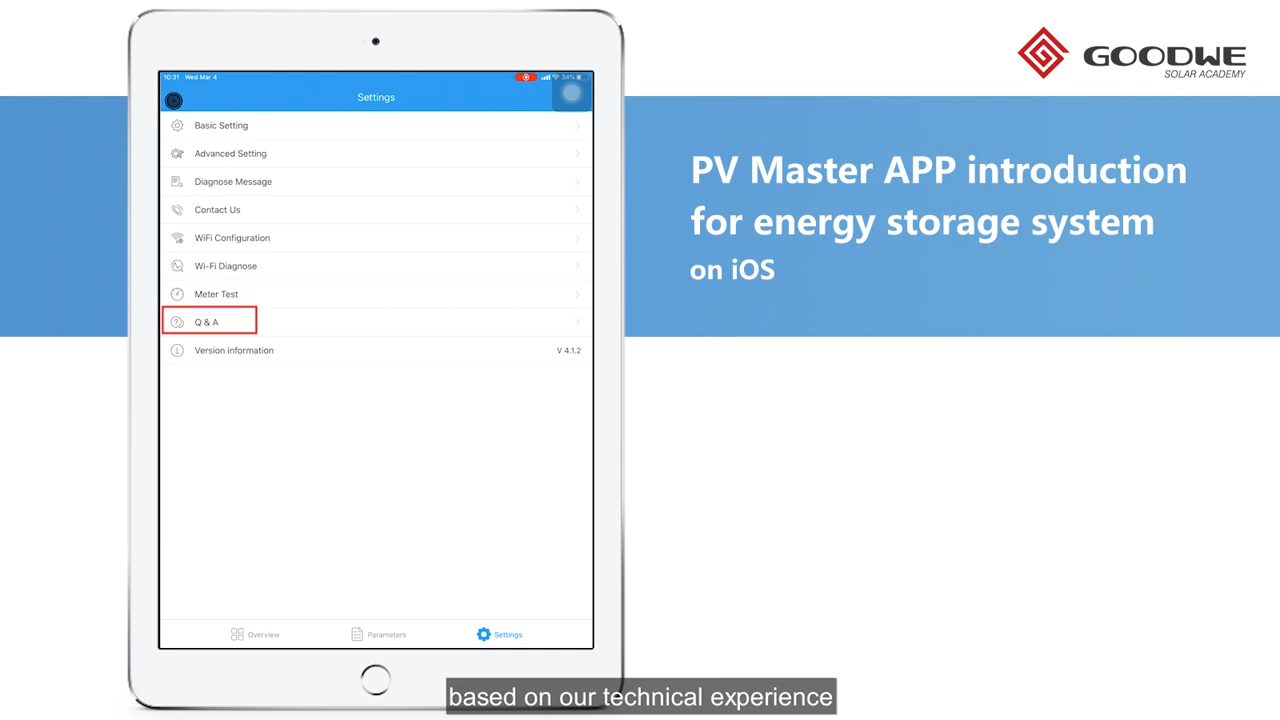 GOODWE
SOLAR ACADEMY
10:31 Wed Mar 4
34%
Settings
Basic Setting
Advanced Setting
Diagnose Message
Contact Us
WiFi Configuration
Wi-Fi Diagnose
Meter Test
Q & A
Version information V 4.1.2
Overview Parameters Settings
PV Master APP introduction
for energy storage system
on iOS
based on our technical experience